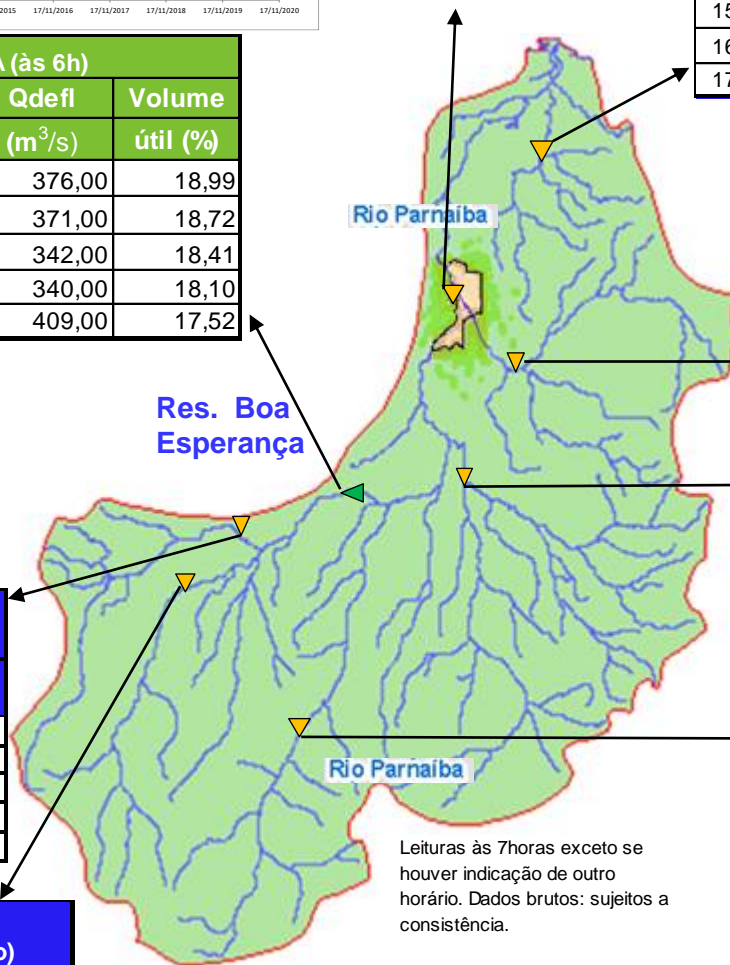 2015 17/11/2016 17/11/2017 17/11/2018 17/11/2019 17/11/2020
15
16
17
A (às 6h)
Qdefl Volume
(m³/s) útil (%)
376,00 18,99
371,00 18,72
342,00 18,41
340,00 18,10
409,00 17,52
Rio Parnaíba
Res. Boa
Esperança
Rio Parnaíba
Leituras às 7horas exceto se
houver indicação de outro
horário. Dados brutos: sujeitos a
consistência.